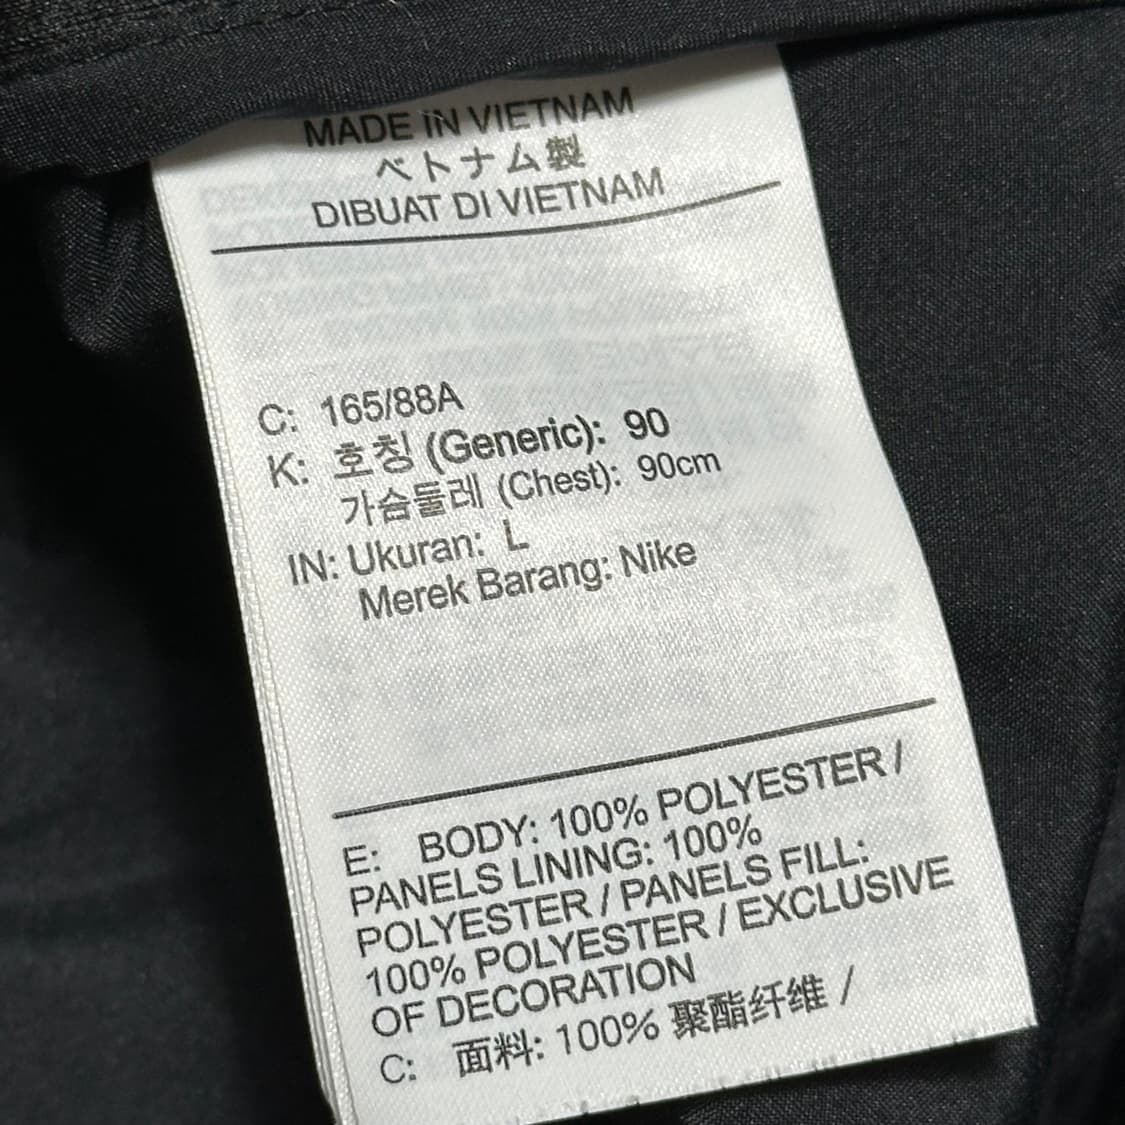 MADE IN VIETNAM
ベトナム製
DIBUAT DI VIETNAM
C: 165/88A
K: 호칭 (Generic): 90
가슴둘레 (Chest): 90cm
IN: Ukuran: L
Merek Barang: Nike
E: BODY: 100% POLYESTER /
PANELS LINING: 100%
POLYESTER / PANELS FILL:
100% POLYESTER / EXCLUSIVE
OF DECORATION
C: 面料: 100% 聚酯纤维 /